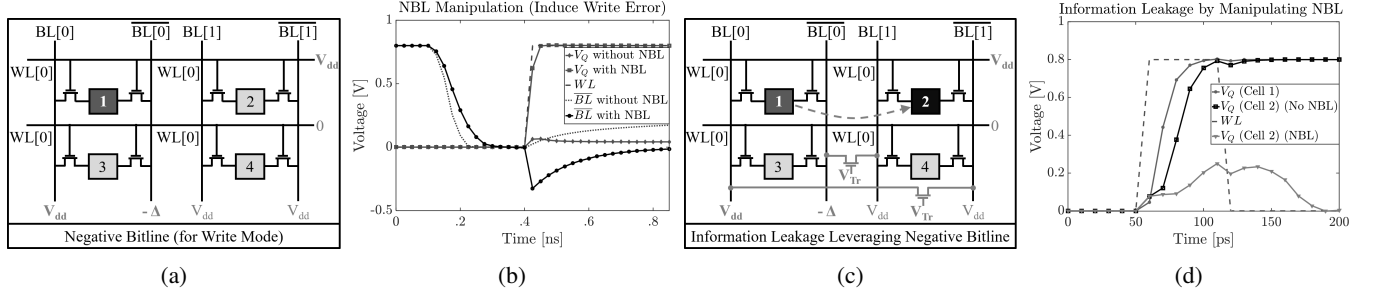 BL[0] $\overline{BL[0]}$ BL[1] $\overline{BL[1]}$
V_dd
WL[0] WL[0]
1 2
0
WL[0] WL[0]
3 4
V_dd -Δ V_dd V_dd
Negative Bitline (for Write Mode)
(a)
NBL Manipulation (Induce Write Error)
Voltage [V]
1
0.5
0
-0.5
V_Q without NBL
V_Q with NBL
WL
$\overline{BL}$ without NBL
$\overline{BL}$ with NBL
0 .2 .4 .6 .8
Time [ns]
(b)
BL[0] $\overline{BL[0]}$ BL[1] $\overline{BL[1]}$
V_dd
WL[0] WL[0]
1 2
0
WL[0] WL[0]
3 4
V_Tr
V_Tr
V_dd -Δ V_dd V_dd
Information Leakage Leveraging Negative Bitline
(c)
Information Leakage by Manipulating NBL
Voltage [V]
1
0.8
0.6
0.4
0.2
0
V_Q (Cell 1)
V_Q (Cell 2) (No NBL)
WL
V_Q (Cell 2) (NBL)
0 50 100 150 200
Time [ps]
(d)